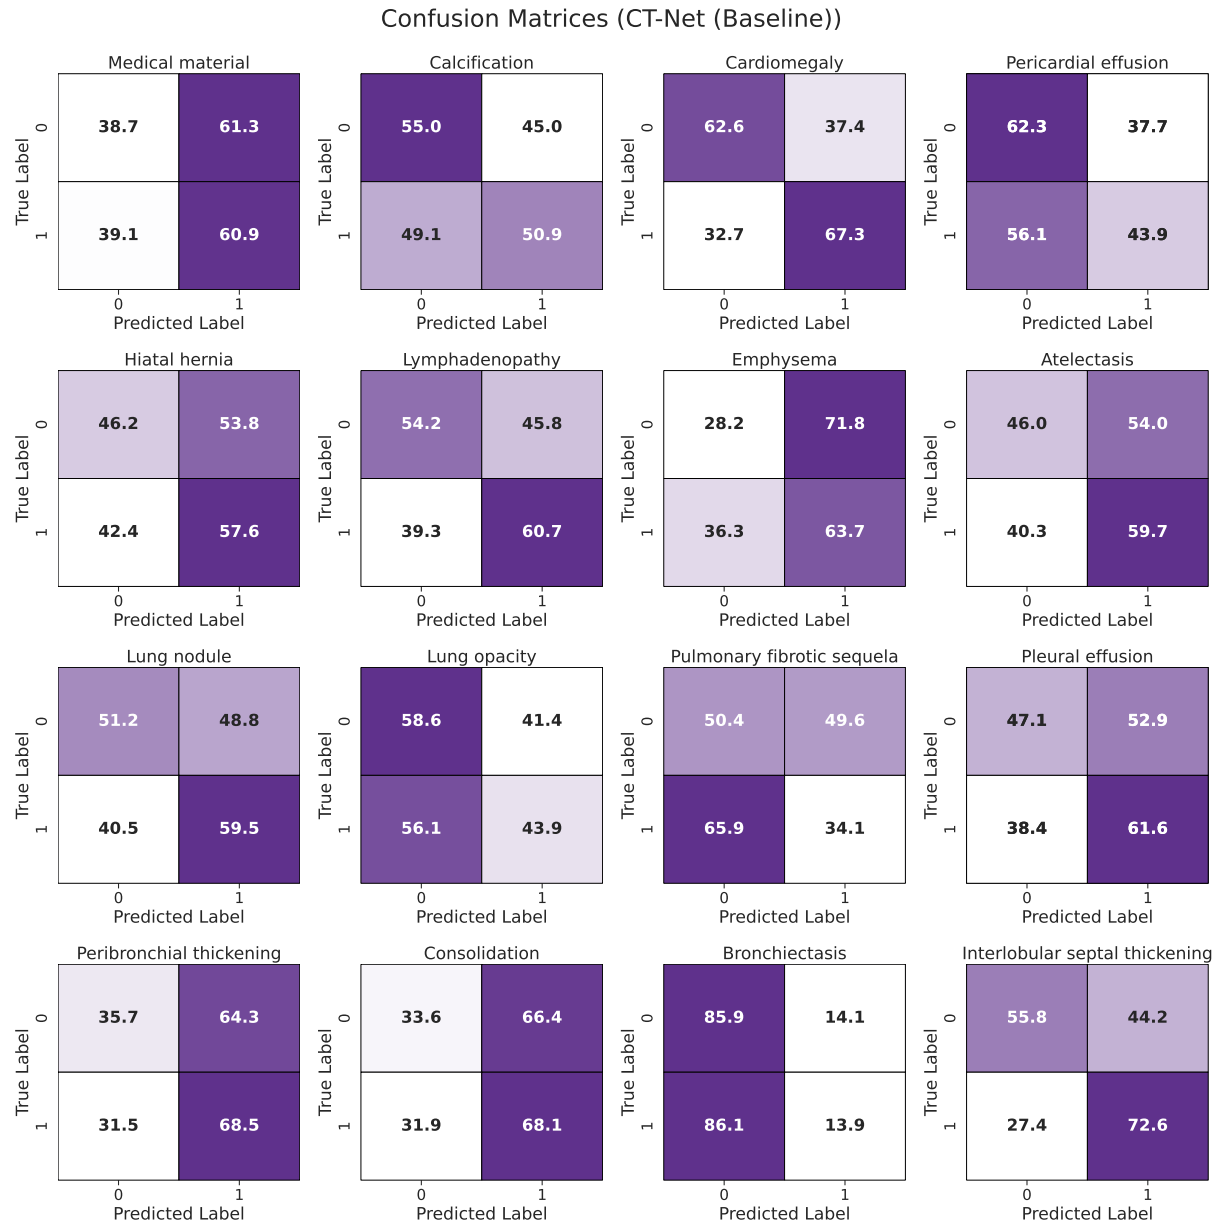 Confusion Matrices (CT-Net (Baseline))
Medical material Calcification Cardiomegaly Pericardial effusion
True Label 0 38.7 61.3 True Label 0 55.0 45.0 True Label 0 62.6 37.4 True Label 0 62.3 37.7
1 39.1 60.9 1 49.1 50.9 1 32.7 67.3 1 56.1 43.9
0 1 0 1 0 1 0 1
Predicted Label Predicted Label Predicted Label Predicted Label
Hiatal hernia Lymphadenopathy Emphysema Atelectasis
True Label 0 46.2 53.8 True Label 0 54.2 45.8 True Label 0 28.2 71.8 True Label 0 46.0 54.0
1 42.4 57.6 1 39.3 60.7 1 36.3 63.7 1 40.3 59.7
0 1 0 1 0 1 0 1
Predicted Label Predicted Label Predicted Label Predicted Label
Lung nodule Lung opacity Pulmonary fibrotic sequela Pleural effusion
True Label 0 51.2 48.8 True Label 0 58.6 41.4 True Label 0 50.4 49.6 True Label 0 47.1 52.9
1 40.5 59.5 1 56.1 43.9 1 65.9 34.1 1 38.4 61.6
0 1 0 1 0 1 0 1
Predicted Label Predicted Label Predicted Label Predicted Label
Peribronchial thickening Consolidation Bronchiectasis Interlobular septal thickening
True Label 0 35.7 64.3 True Label 0 33.6 66.4 True Label 0 85.9 14.1 True Label 0 55.8 44.2
1 31.5 68.5 1 31.9 68.1 1 86.1 13.9 1 27.4 72.6
0 1 0 1 0 1 0 1
Predicted Label Predicted Label Predicted Label Predicted Label